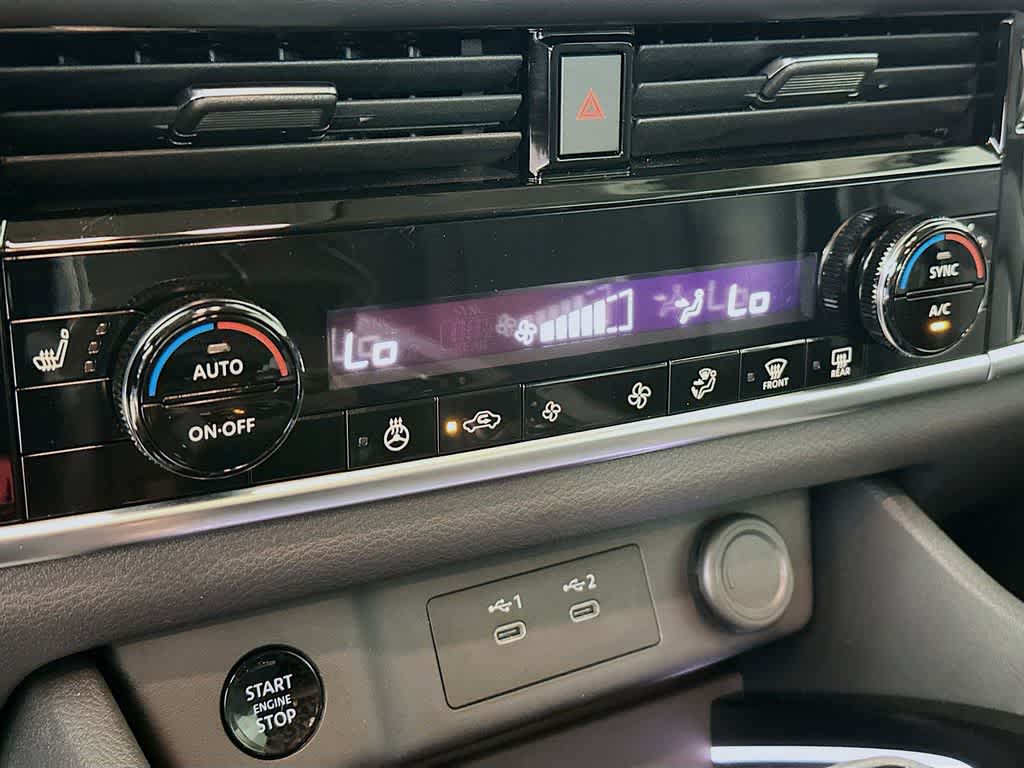 SYNC
A/C
Lo
Lo
AUTO
ON·OFF
FRONT
REAR
1
2
START
ENGINE
STOP